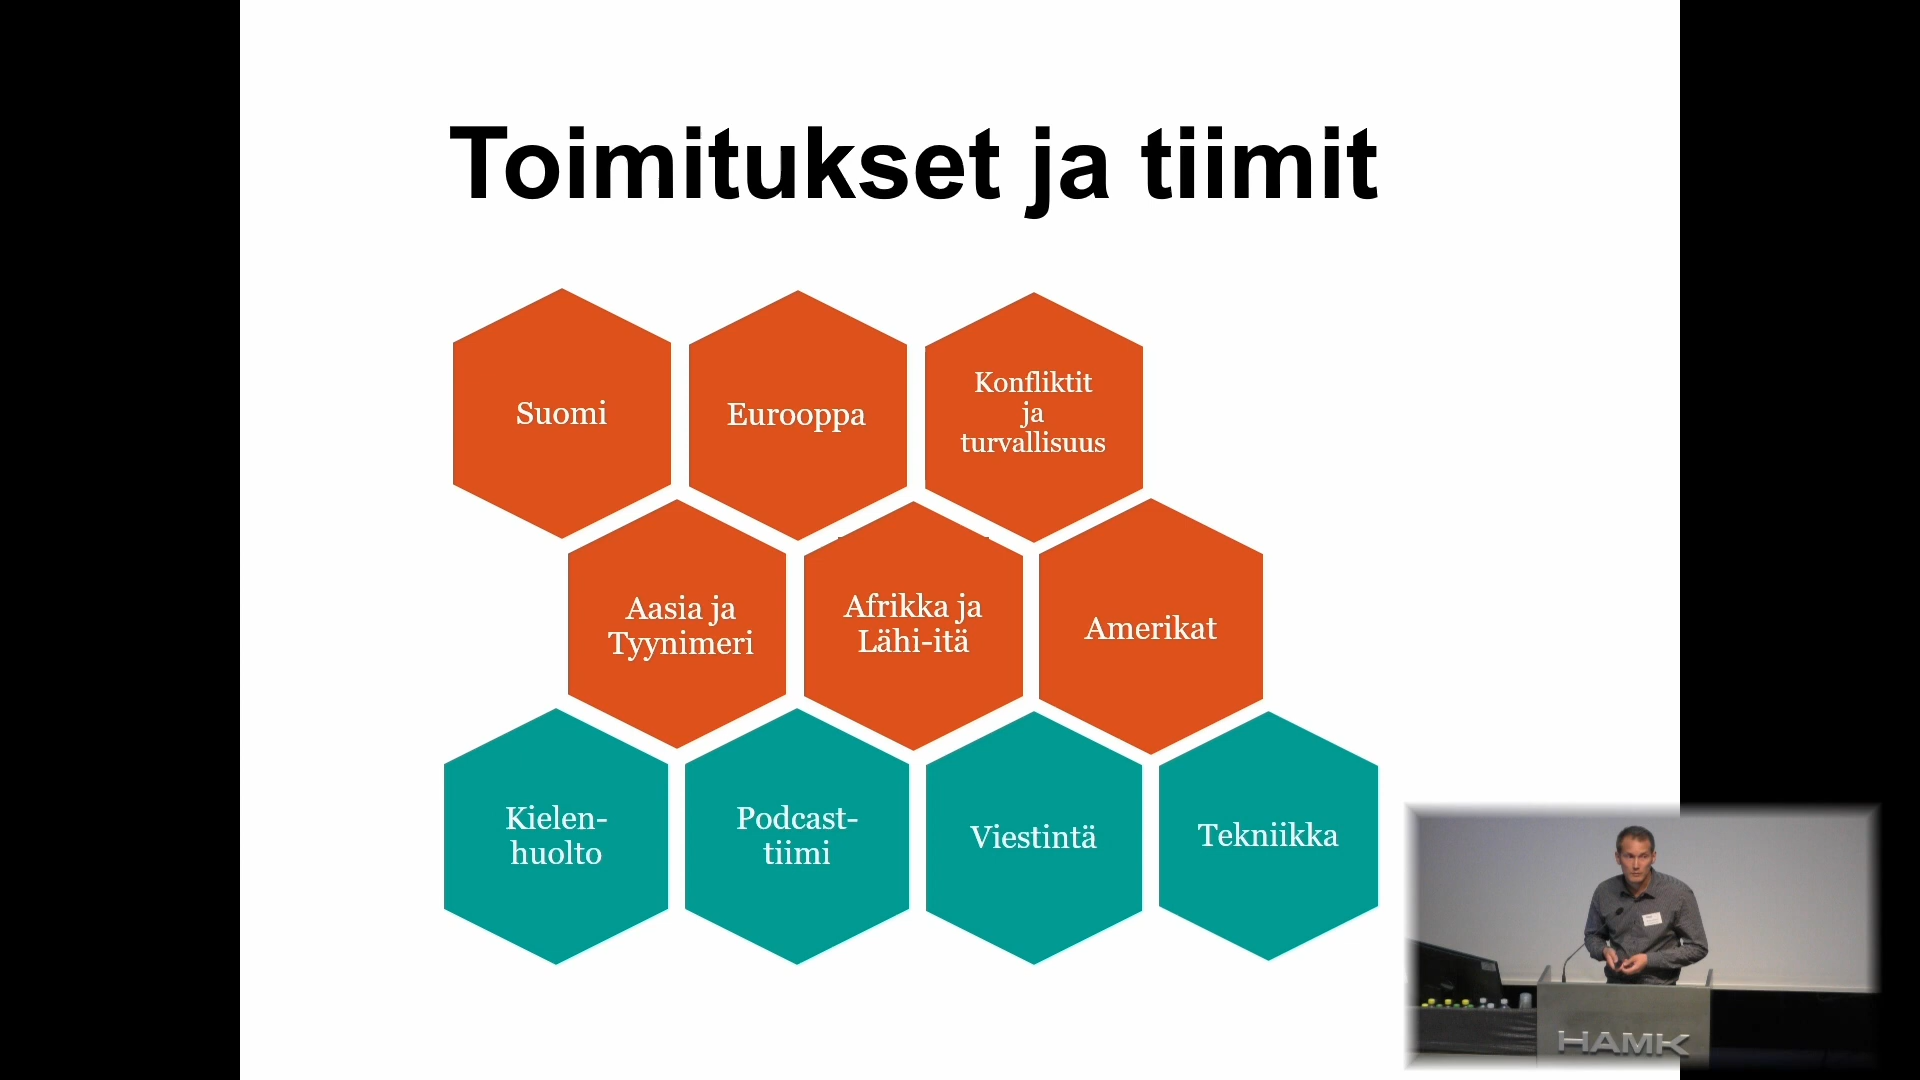 Toimitukset ja tiimit
Suomi
Eurooppa
Konfliktit
ja
turvallisuus
Aasia ja
Tyynimeri
Afrikka ja
Lähi-itä
Amerikat
Kielen-
huolto
Podcast-
tiimi
Viestintä
Tekniikka
HAMK